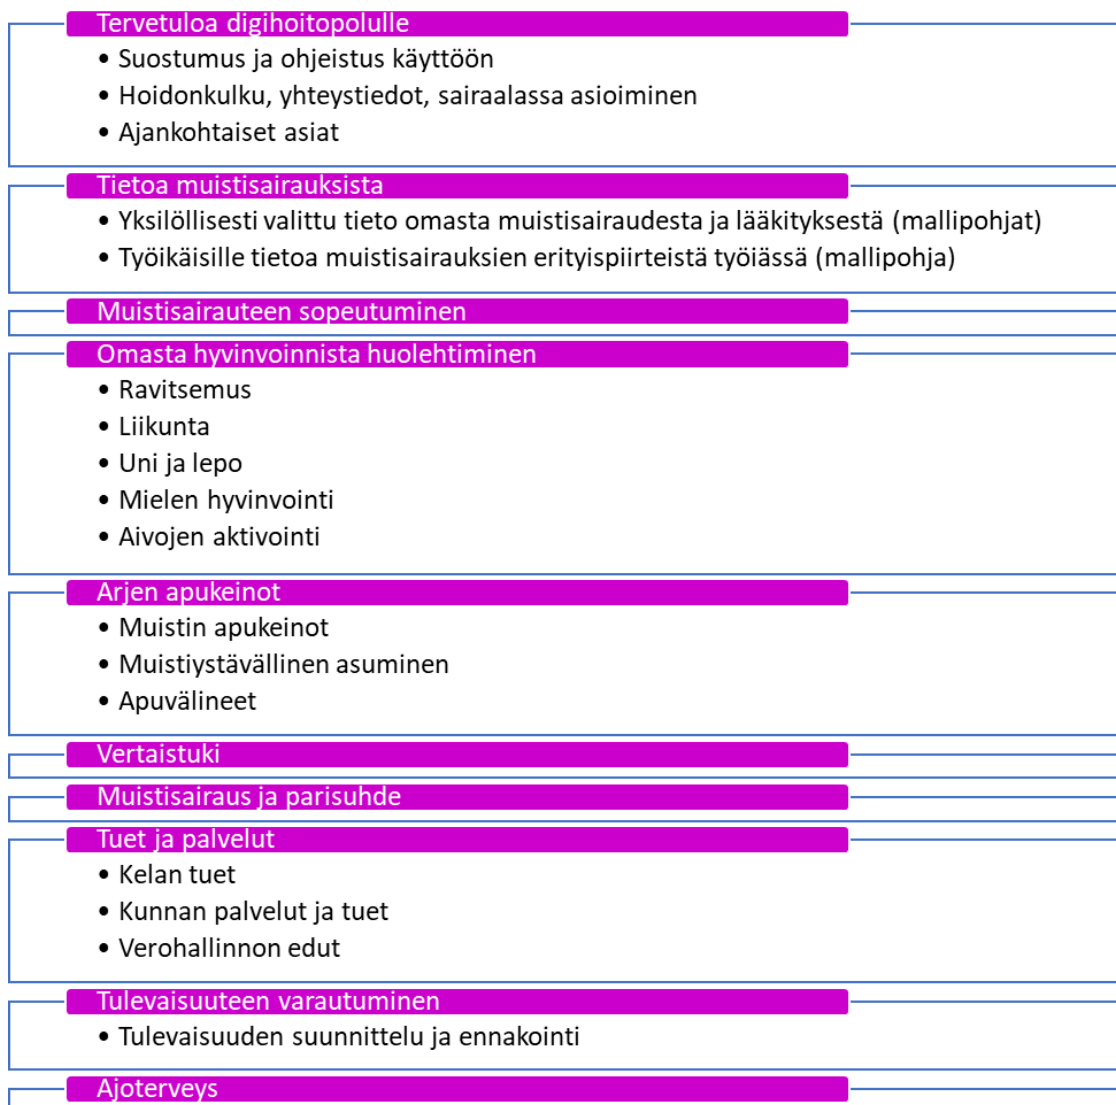 Tervetuloa digihoitopolulle
• Suostumus ja ohjeistus käyttöön
• Hoidonkulku, yhteystiedot, sairaalassa asioiminen
• Ajankohtaiset asiat
Tietoa muistisairauksista
• Yksilöllisesti valittu tieto omasta muistisairaudesta ja lääkityksestä (mallipohjat)
• Työikäisille tietoa muistisairauksien erityispiirteistä työiässä (mallipohja)
Muistisairauteen sopeutuminen
Omasta hyvinvoinnista huolehtiminen
• Ravitsemus
• Liikunta
• Uni ja lepo
• Mielen hyvinvointi
• Aivojen aktivointi
Arjen apukeinot
• Muistin apukeinot
• Muistiystävällinen asuminen
• Apuvälineet
Vertaistuki
Muistisairaus ja parisuhde
Tuet ja palvelut
• Kelan tuet
• Kunnan palvelut ja tuet
• Verohallinnon edut
Tulevaisuuteen varautuminen
• Tulevaisuuden suunnittelu ja ennakointi
Ajoterveys